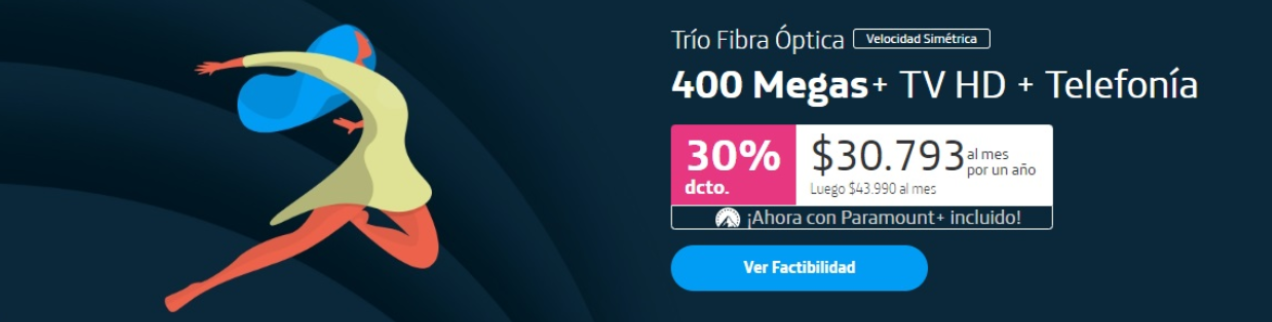 Trío Fibra Óptica Velocidad Simétrica
400 Megas + TV HD + Telefonía
30% dcto.
$30.793 al mes por un año
Luego $43.990 al mes
¡Ahora con Paramount+ incluido!
Ver Factibilidad